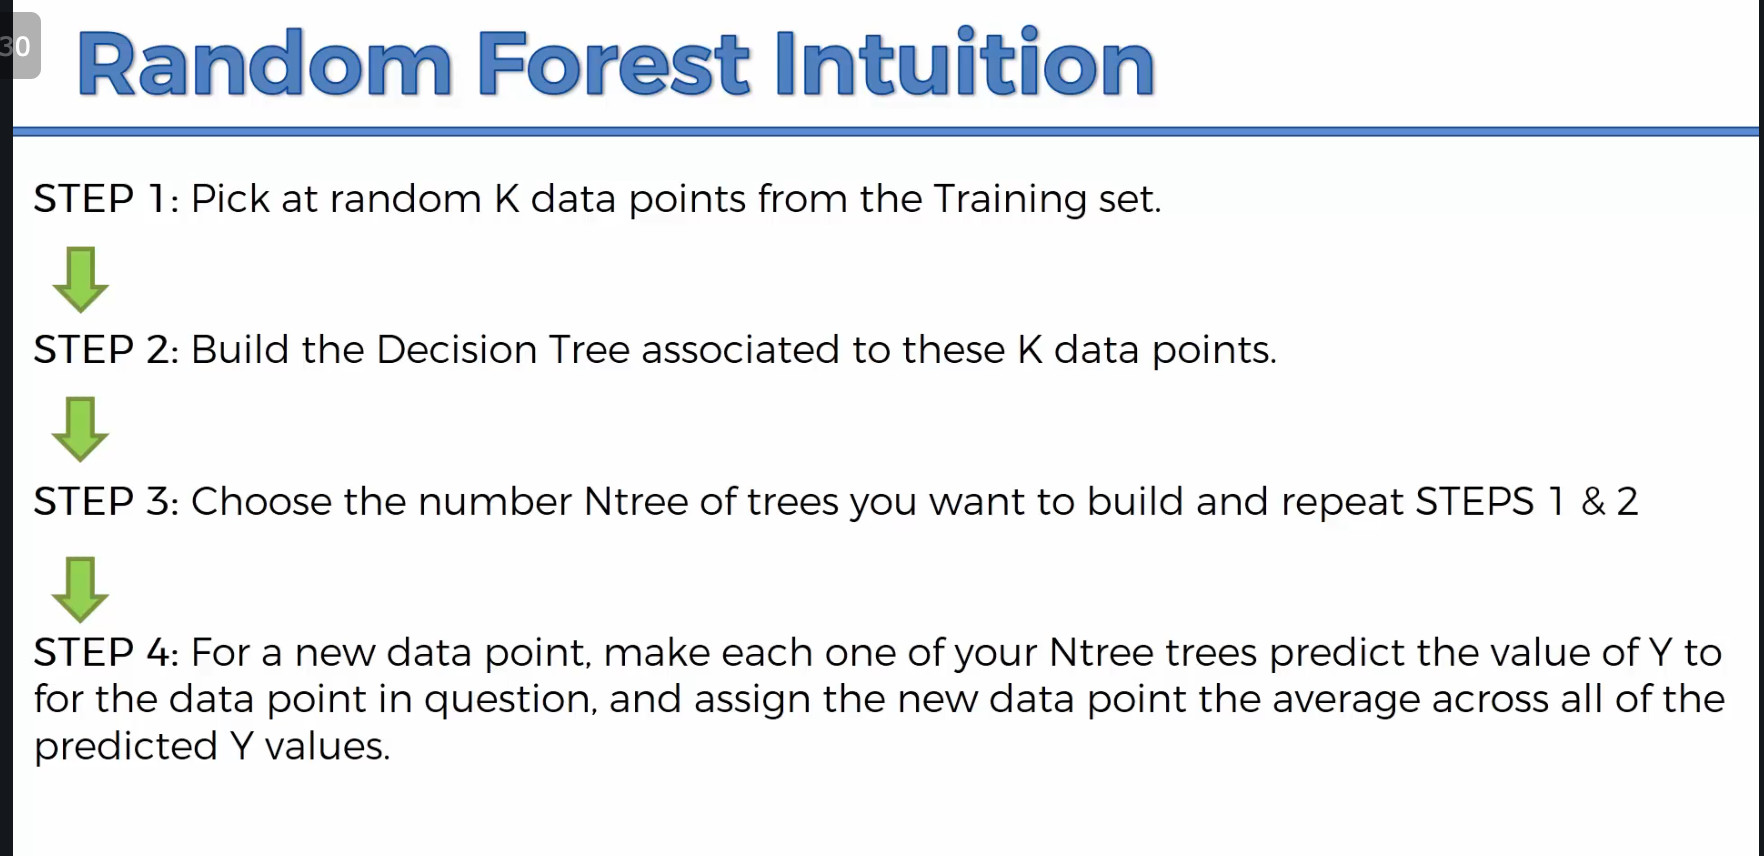 30
Random Forest Intuition
STEP 1: Pick at random K data points from the Training set.
STEP 2: Build the Decision Tree associated to these K data points.
STEP 3: Choose the number Ntree of trees you want to build and repeat STEPS 1 & 2
STEP 4: For a new data point, make each one of your Ntree trees predict the value of Y to
for the data point in question, and assign the new data point the average across all of the
predicted Y values.